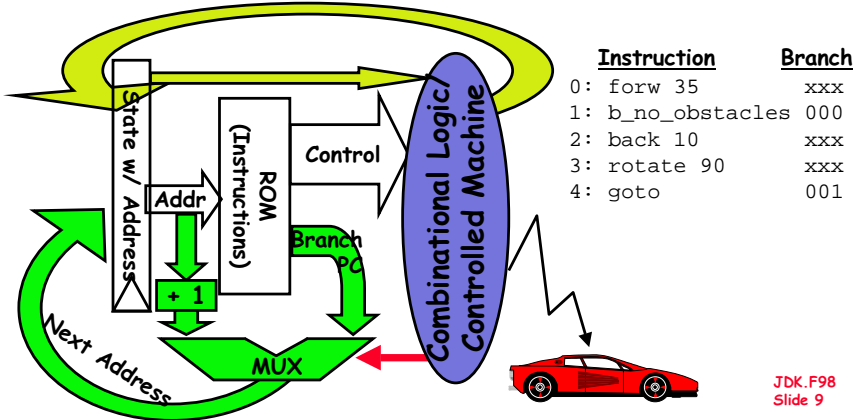 State w/ Address
Addr
ROM
(Instructions)
Control
Branch
PC
+ 1
MUX
Next Address
Combinational Logic/
Controlled Machine
Instruction Branch
0: forw 35 xxx
1: b_no_obstacles 000
2: back 10 xxx
3: rotate 90 xxx
4: goto 001
JDK.F98
Slide 9